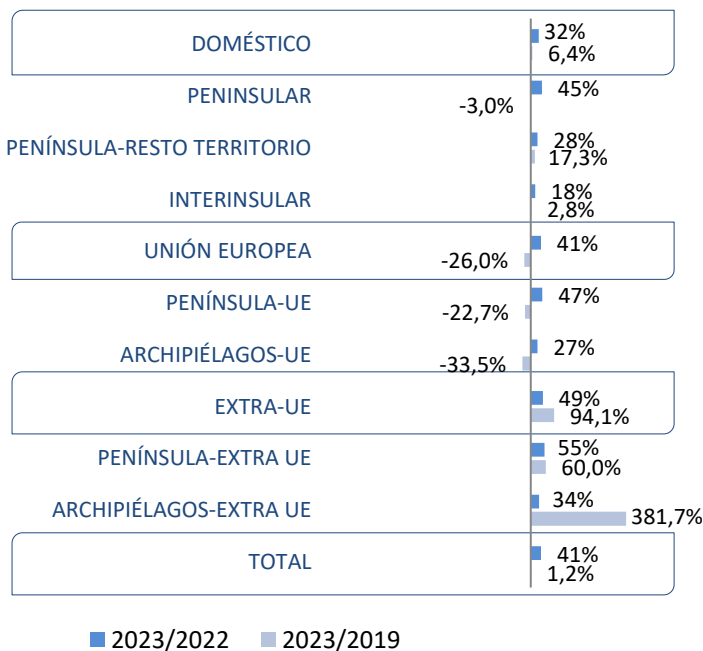 DOMÉSTICO
32%
6,4%
PENINSULAR
45%
-3,0%
PENÍNSULA-RESTO TERRITORIO
28%
17,3%
INTERINSULAR
18%
2,8%
UNIÓN EUROPEA
41%
-26,0%
PENÍNSULA-UE
47%
-22,7%
ARCHIPIÉLAGOS-UE
27%
-33,5%
EXTRA-UE
49%
94,1%
PENÍNSULA-EXTRA UE
55%
60,0%
ARCHIPIÉLAGOS-EXTRA UE
34%
381,7%
TOTAL
41%
1,2%
2023/2022 2023/2019